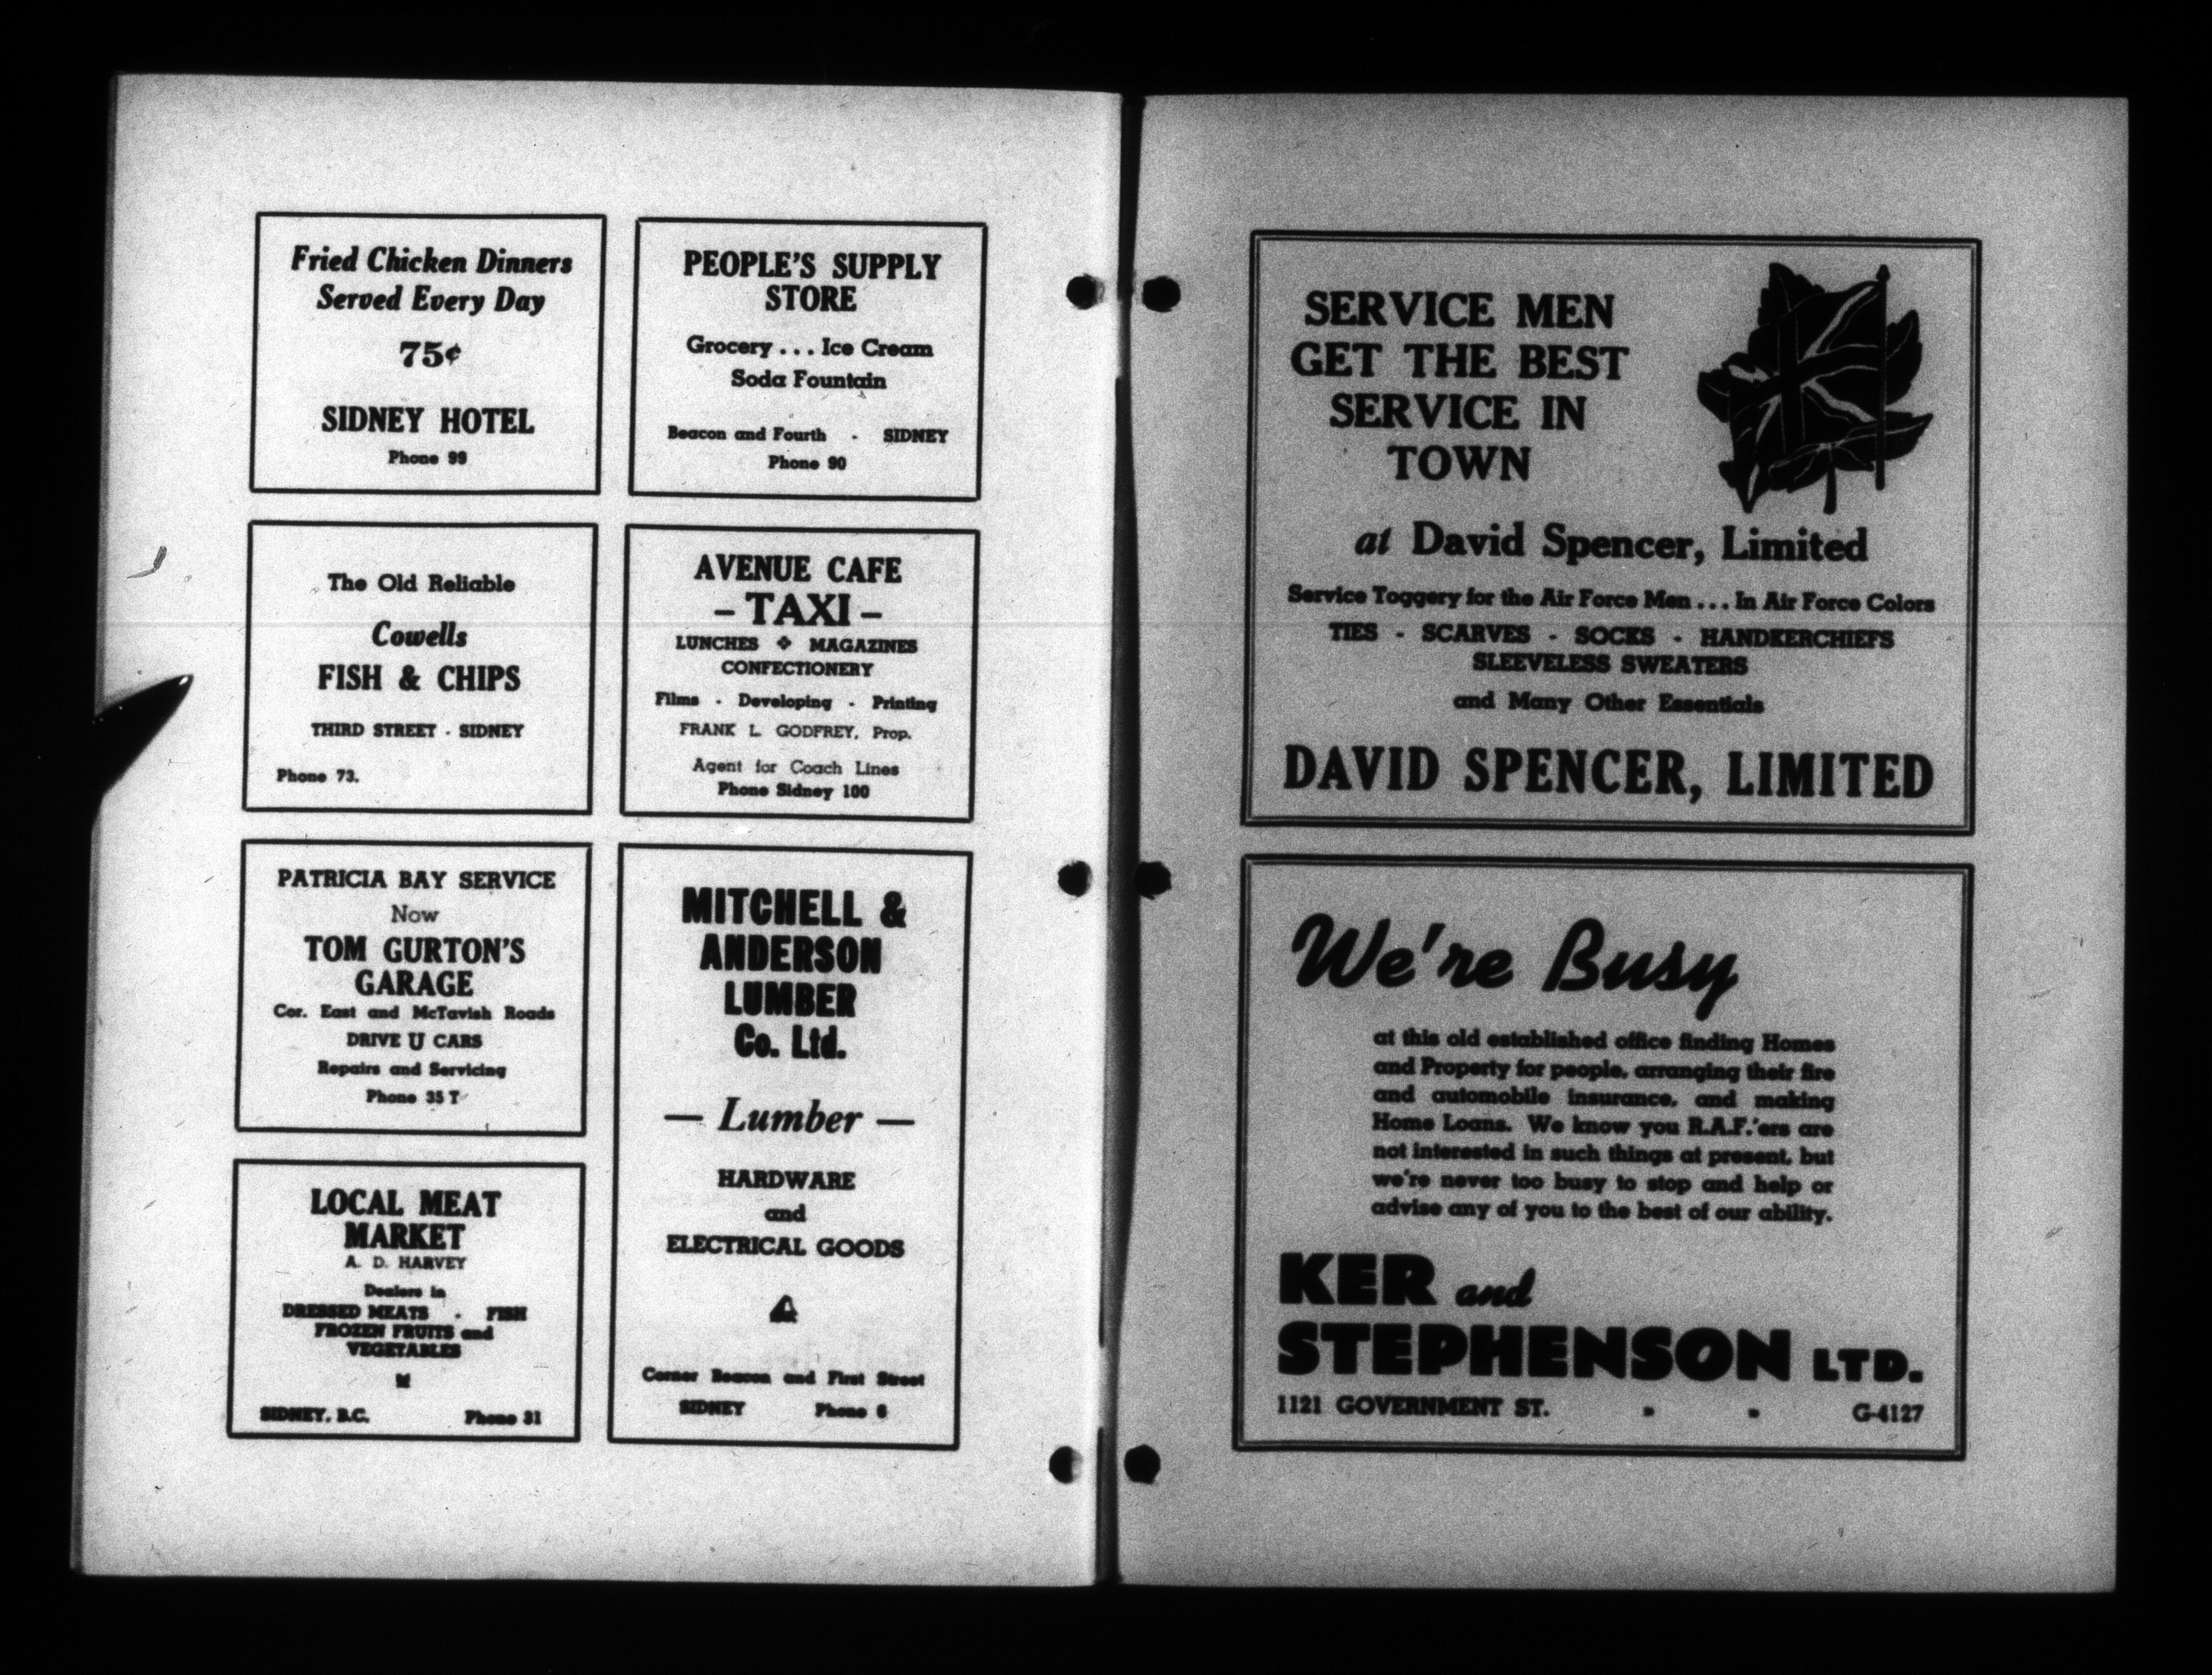 Fried Chicken Dinners
Served Every Day
75¢
SIDNEY HOTEL
Phone 99
PEOPLE'S SUPPLY
STORE
Grocery . . . Ice Cream
Soda Fountain
Beacon and Fourth - SIDNEY
Phone 90
The Old Reliable
Cowells
FISH & CHIPS
THIRD STREET - SIDNEY
Phone 73.
AVENUE CAFE
- TAXI -
LUNCHES ❖ MAGAZINES
CONFECTIONERY
Films - Developing - Printing
FRANK L. GODFREY, Prop.
Agent for Coach Lines
Phone Sidney 100
PATRICIA BAY SERVICE
Now
TOM GURTON'S
GARAGE
Cor. East and McTavish Roads
DRIVE U CARS
Repairs and Servicing
Phone 35 T
LOCAL MEAT
MARKET
A. D. HARVEY
Dealers in
DRESSED MEATS - FISH
FROZEN FRUITS and
VEGETABLES
SIDNEY, B.C. Phone 31
MITCHELL &
ANDERSON
LUMBER
Co. Ltd.
— Lumber —
HARDWARE
and
ELECTRICAL GOODS
Corner Beacon and First Street
SIDNEY Phone 6
SERVICE MEN
GET THE BEST
SERVICE IN
TOWN
at David Spencer, Limited
Service Toggery for the Air Force Men . . . In Air Force Colors
TIES - SCARVES - SOCKS - HANDKERCHIEFS
SLEEVELESS SWEATERS
and Many Other Essentials
DAVID SPENCER, LIMITED
We're Busy
at this old established office finding Homes
and Property for people, arranging their fire
and automobile insurance, and making
Home Loans. We know you R.A.F.'ers are
not interested in such things at present, but
we're never too busy to stop and help or
advise any of you to the best of our ability.
KER and
STEPHENSON LTD.
1121 GOVERNMENT ST. - - G-4127